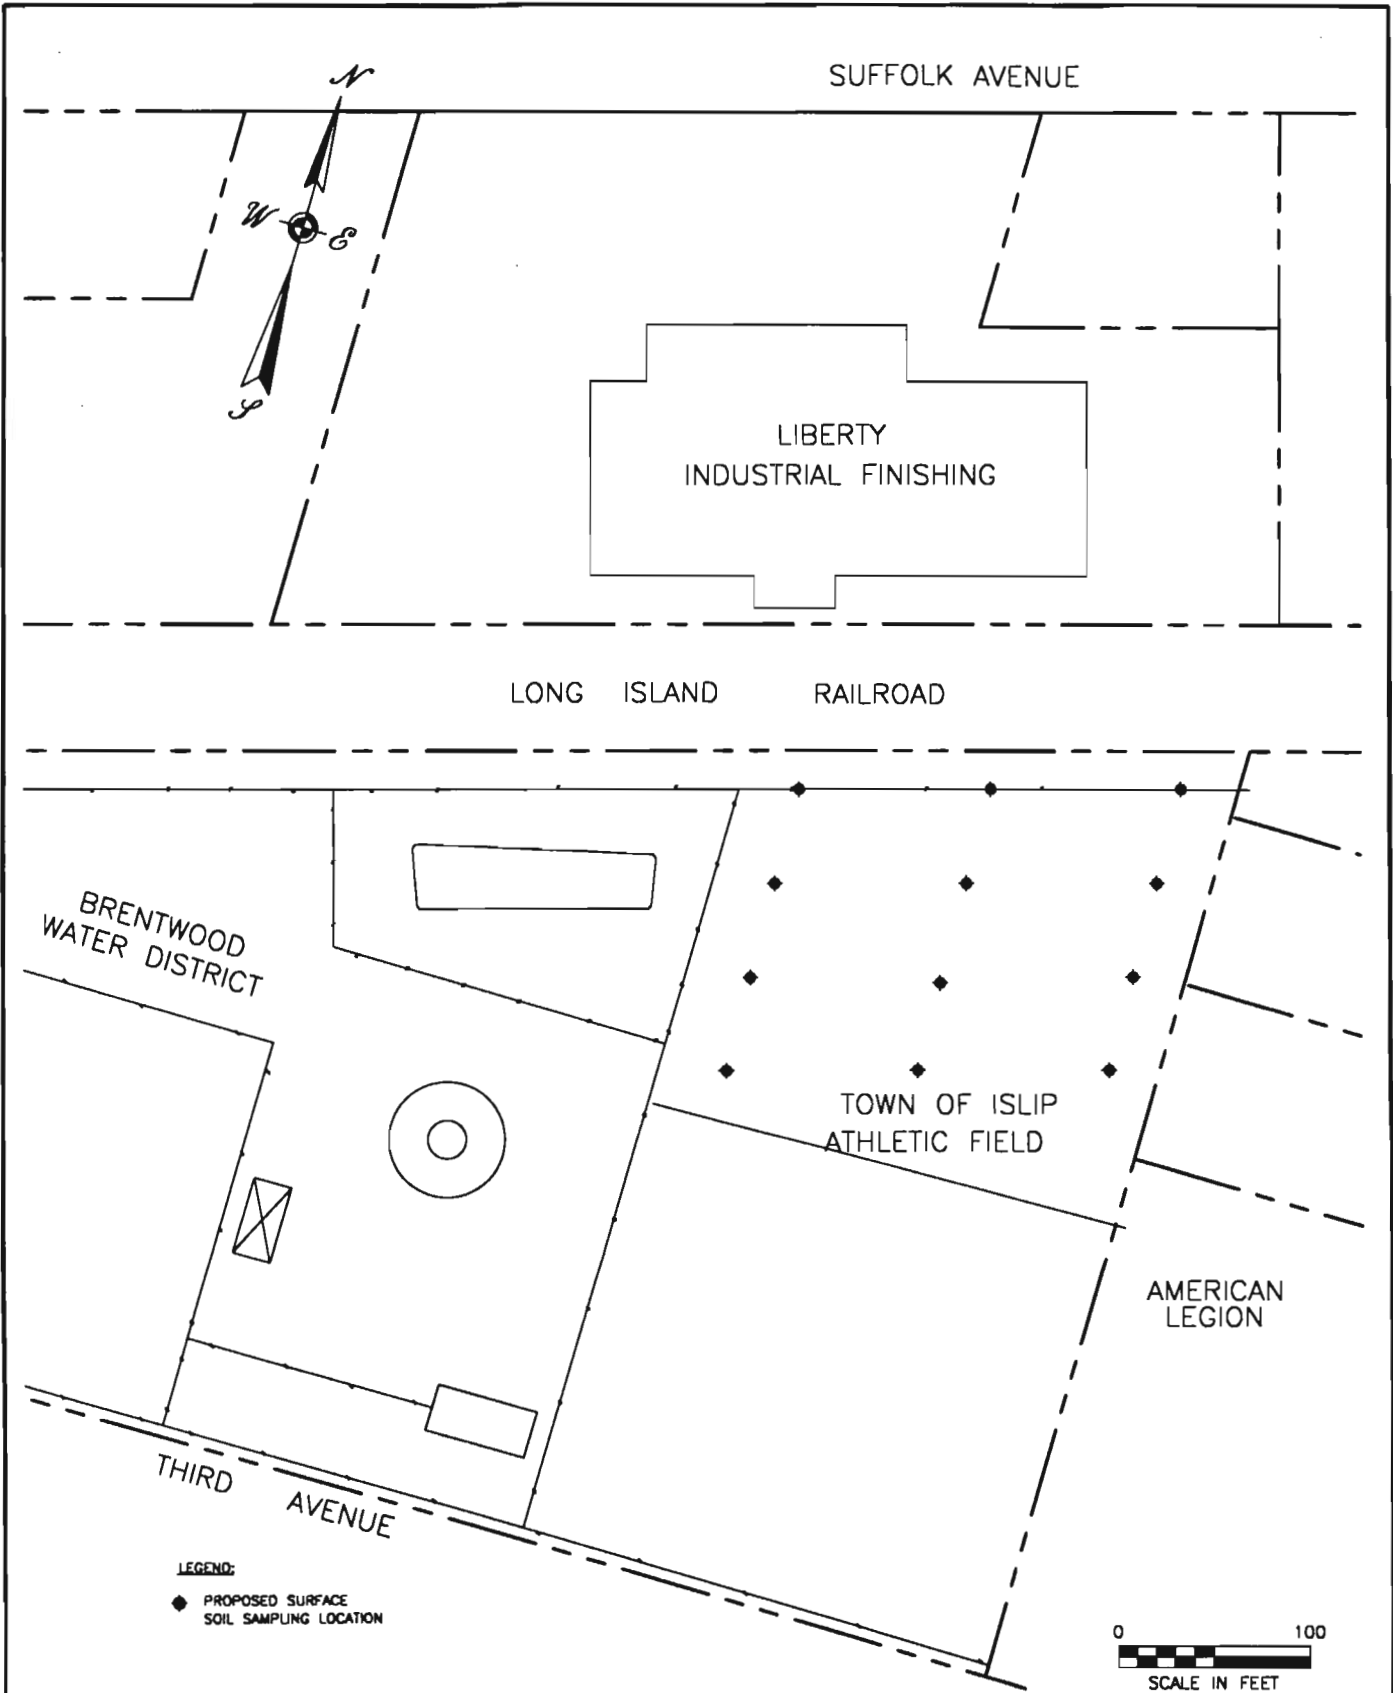 SUFFOLK AVENUE
N
W
E
S
LIBERTY
INDUSTRIAL FINISHING
LONG ISLAND RAILROAD
BRENTWOOD
WATER DISTRICT
TOWN OF ISLIP
ATHLETIC FIELD
AMERICAN
LEGION
THIRD AVENUE
LEGEND:
PROPOSED SURFACE
SOIL SAMPLING LOCATION
0 100
SCALE IN FEET